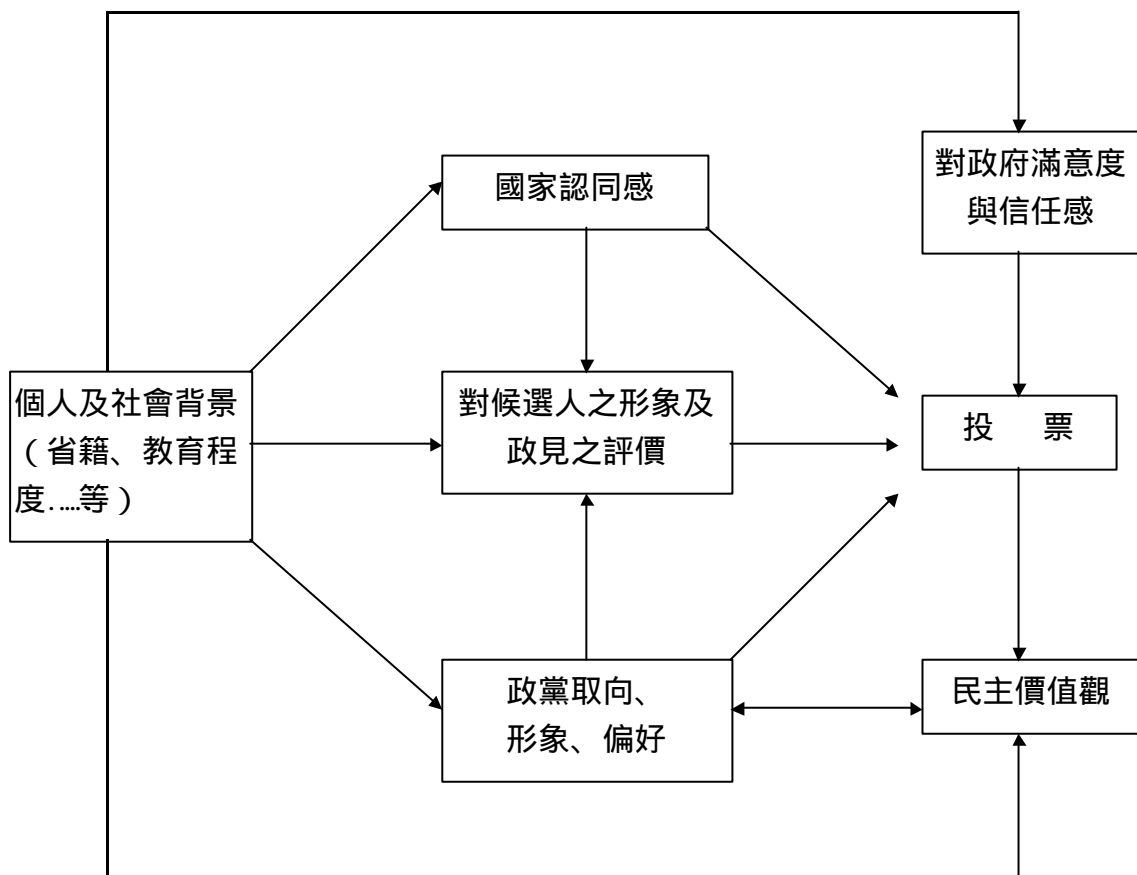 國家認同感
對政府滿意度
與信任感
個人及社會背景
（省籍、教育程
度.....等）
對候選人之形象及
政見之評價
投　　票
政黨取向、
形象、偏好
民主價值觀